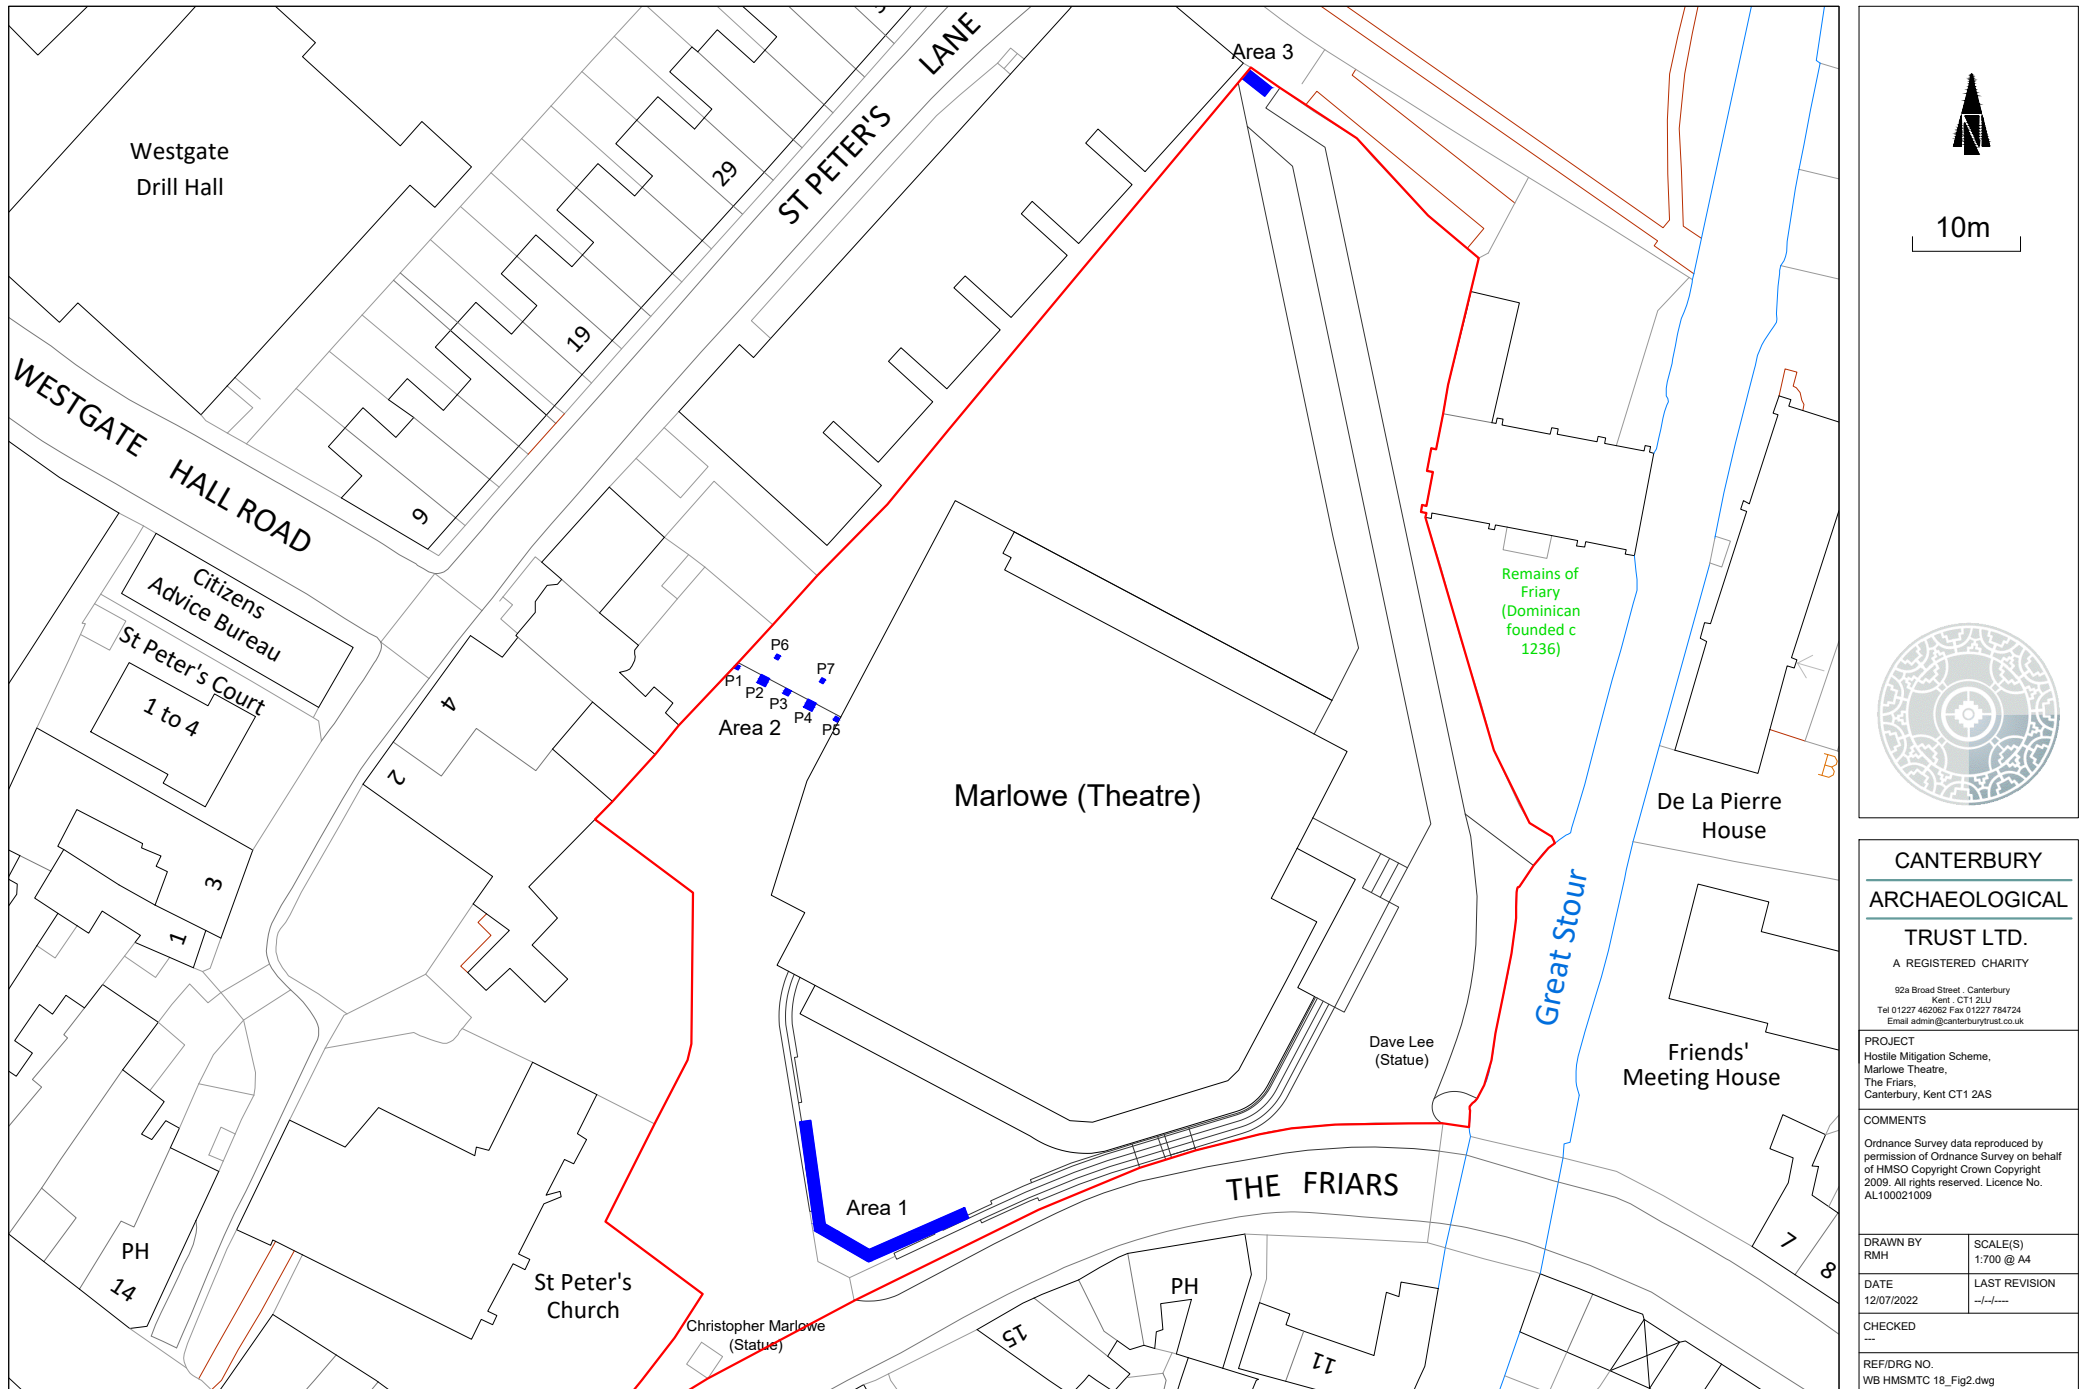 Area 3
ST PETER'S LANE
Westgate
Drill Hall
29
19
9
WESTGATE HALL ROAD
Citizens
Advice Bureau
St Peter's Court
1 to 4
4
2
3
1
P6
P7
P1
P2
P3
P4
P5
Area 2
Marlowe (Theatre)
Remains of
Friary
(Dominican
founded c
1236)
De La Pierre
House
B
Great Stour
Dave Lee
(Statue)
Friends'
Meeting House
Area 1
THE FRIARS
PH
14
St Peter's
Church
Christopher Marlowe
(Statue)
PH
15
11
7
8
N
10m
CANTERBURY
ARCHAEOLOGICAL
TRUST LTD.
A REGISTERED CHARITY
92a Broad Street . Canterbury
Kent . CT1 2LU
Tel 01227 462062 Fax 01227 784724
Email admin@canterburytrust.co.uk
PROJECT
Hostile Mitigation Scheme,
Marlowe Theatre,
The Friars,
Canterbury, Kent CT1 2AS
COMMENTS
Ordnance Survey data reproduced by
permission of Ordnance Survey on behalf
of HMSO Copyright Crown Copyright
2009. All rights reserved. Licence No.
AL100021009
DRAWN BY
RMH
SCALE(S)
1:700 @ A4
DATE
12/07/2022
LAST REVISION
--/--/----
CHECKED
---
REF/DRG NO.
WB HMSMTC 18_Fig2.dwg